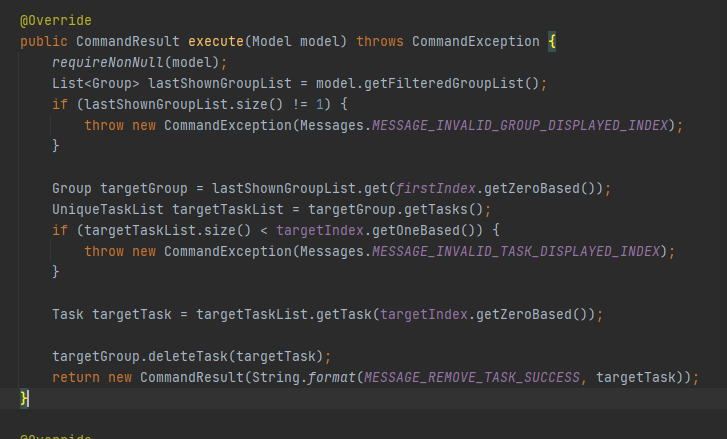 @Override
public CommandResult execute(Model model) throws CommandException {
requireNonNull(model);
List<Group> lastShownGroupList = model.getFilteredGroupList();
if (lastShownGroupList.size() != 1) {
throw new CommandException(Messages.MESSAGE_INVALID_GROUP_DISPLAYED_INDEX);
}
Group targetGroup = lastShownGroupList.get(firstIndex.getZeroBased());
UniqueTaskList targetTaskList = targetGroup.getTasks();
if (targetTaskList.size() < targetIndex.getOneBased()) {
throw new CommandException(Messages.MESSAGE_INVALID_TASK_DISPLAYED_INDEX);
}
Task targetTask = targetTaskList.getTask(targetIndex.getZeroBased());
targetGroup.deleteTask(targetTask);
return new CommandResult(String.format(MESSAGE_REMOVE_TASK_SUCCESS, targetTask));
}
@Override